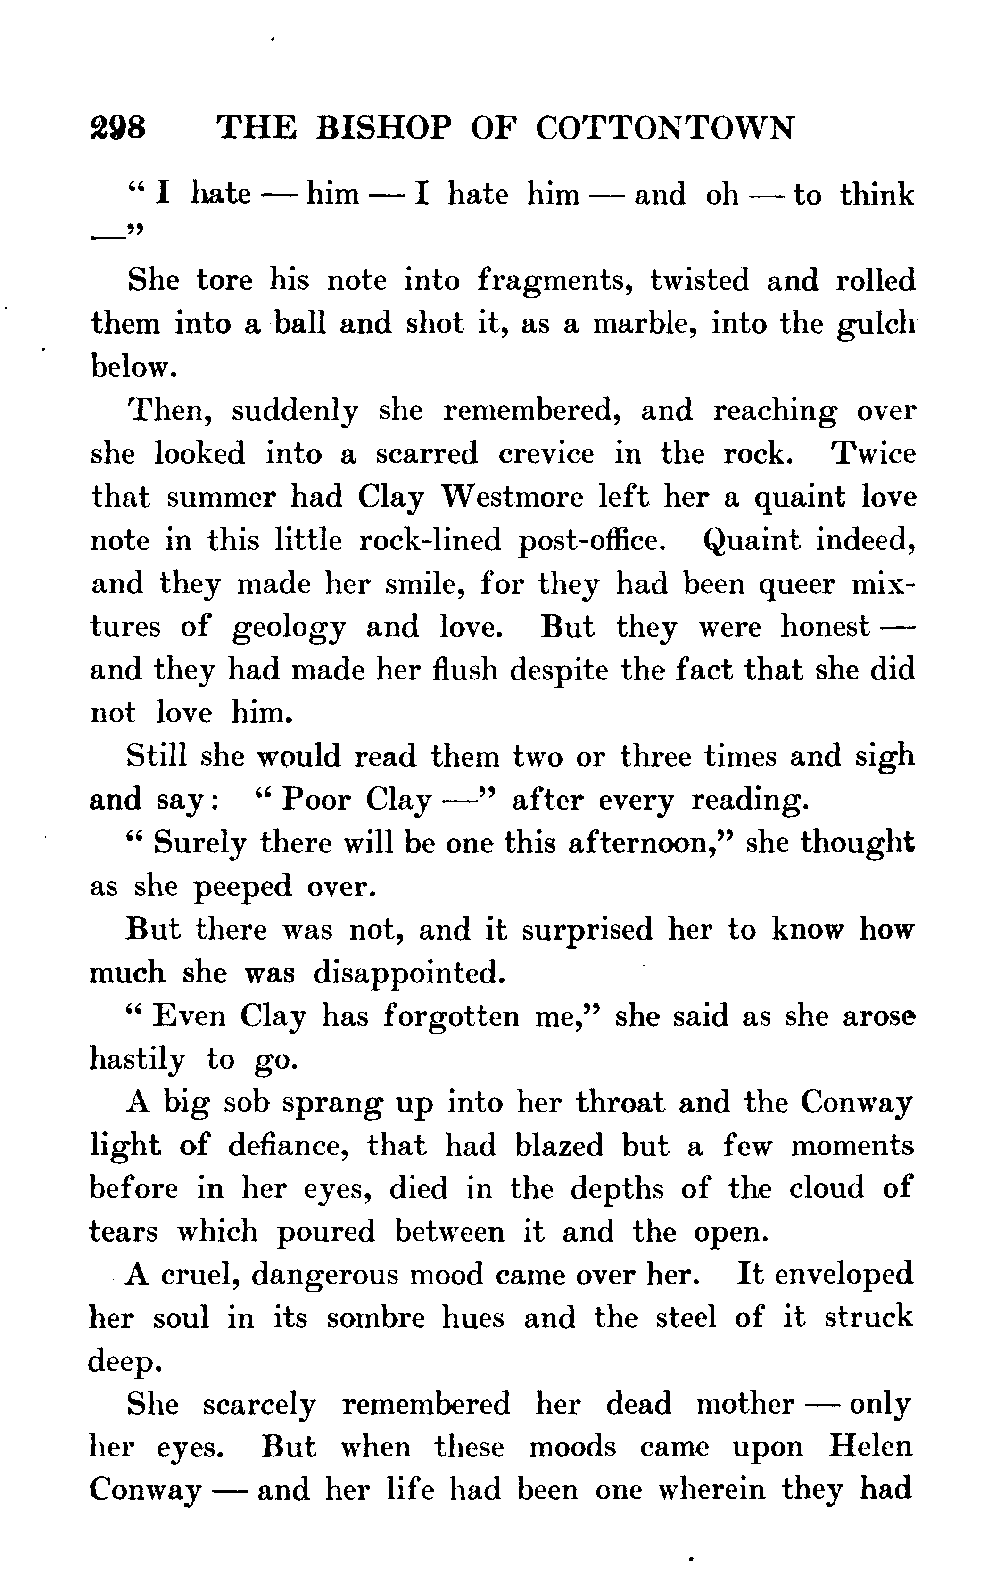 298 THE BISHOP OF COTTONTOWN
“ I hate — him — I hate him — and oh — to think
—”
She tore his note into fragments, twisted and rolled
them into a ball and shot it, as a marble, into the gulch
below.
Then, suddenly she remembered, and reaching over
she looked into a scarred crevice in the rock. Twice
that summer had Clay Westmore left her a quaint love
note in this little rock-lined post-office. Quaint indeed,
and they made her smile, for they had been queer mix-
tures of geology and love. But they were honest —
and they had made her flush despite the fact that she did
not love him.
Still she would read them two or three times and sigh
and say: “ Poor Clay —” after every reading.
“ Surely there will be one this afternoon,” she thought
as she peeped over.
But there was not, and it surprised her to know how
much she was disappointed.
“ Even Clay has forgotten me,” she said as she arose
hastily to go.
A big sob sprang up into her throat and the Conway
light of defiance, that had blazed but a few moments
before in her eyes, died in the depths of the cloud of
tears which poured between it and the open.
A cruel, dangerous mood came over her. It enveloped
her soul in its sombre hues and the steel of it struck
deep.
She scarcely remembered her dead mother — only
her eyes. But when these moods came upon Helen
Conway — and her life had been one wherein they had